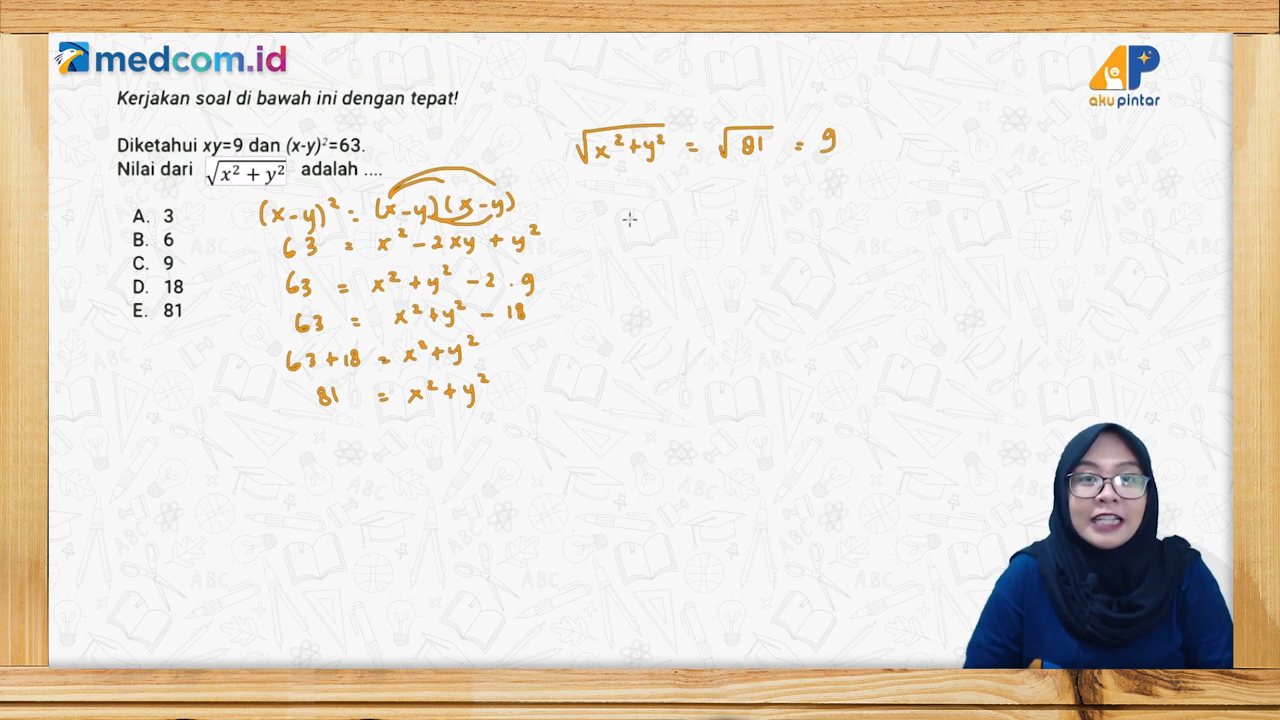 medcom.id
aku pintar
Kerjakan soal di bawah ini dengan tepat!
Diketahui xy=9 dan (x-y)²=63.
Nilai dari √x² + y² adalah ....
A. 3
B. 6
C. 9
D. 18
E. 81
(x-y)² = (x-y)(x-y)
63 = x² - 2xy + y²
63 = x² + y² - 2 . 9
63 = x² + y² - 18
63 + 18 = x² + y²
81 = x² + y²
√x² + y² = √81 = 9